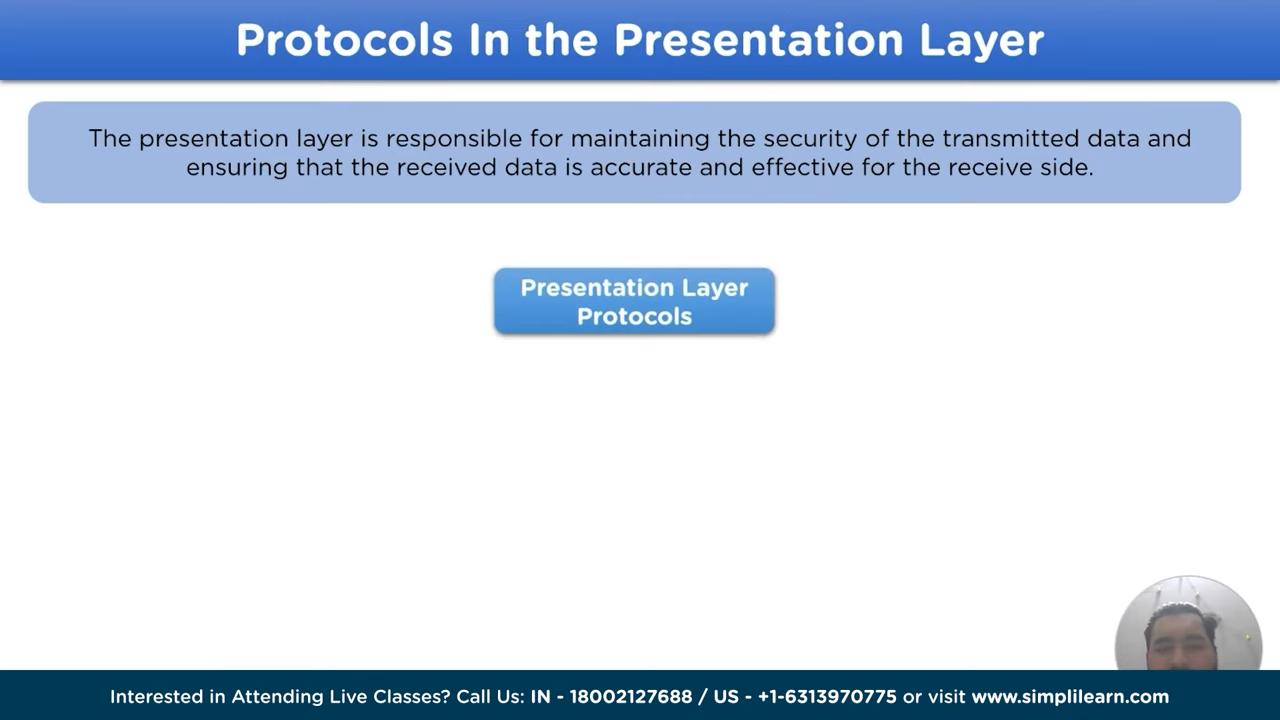 Protocols In the Presentation Layer
The presentation layer is responsible for maintaining the security of the transmitted data and
ensuring that the received data is accurate and effective for the receive side.
Presentation Layer
Protocols
Interested in Attending Live Classes? Call Us: IN - 18002127688 / US - +1-6313970775 or visit www.simplilearn.com